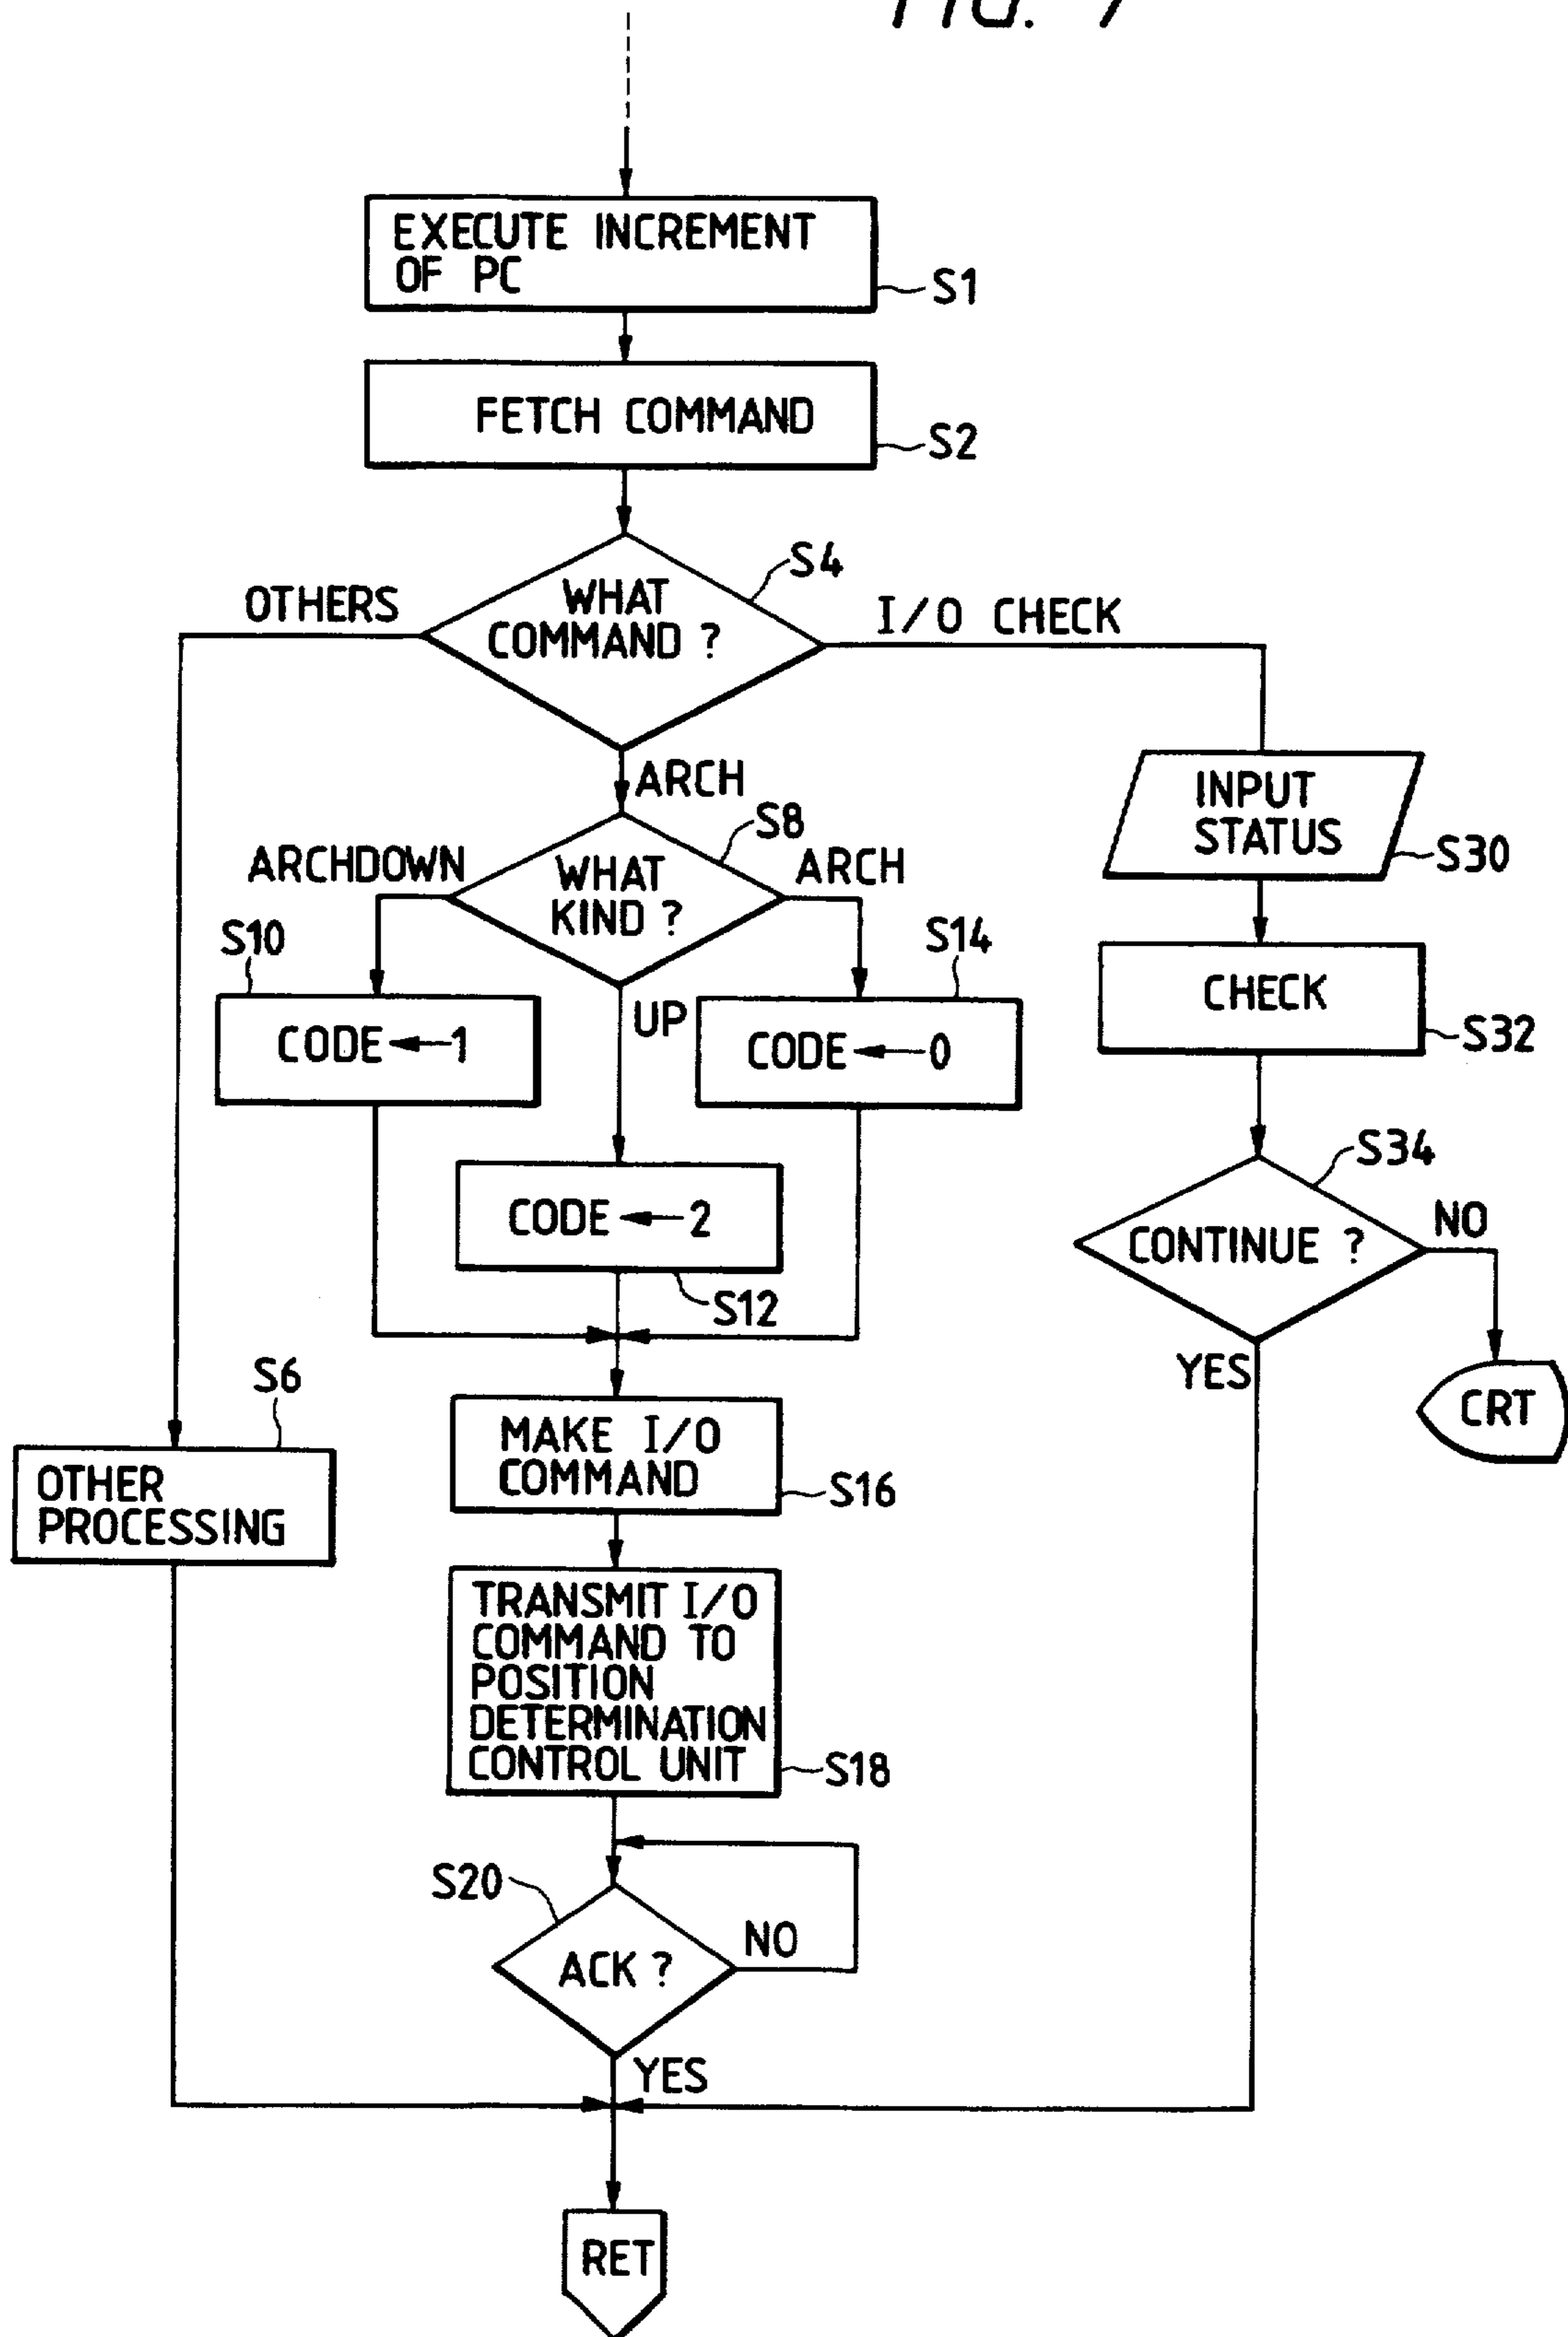 FIG. 7
EXECUTE INCREMENT
OF PC
S1
FETCH COMMAND
S2
WHAT
COMMAND ?
S4
OTHERS
I/O CHECK
ARCH
INPUT
STATUS
S30
WHAT
KIND ?
S8
ARCHDOWN
ARCH
S10
S14
CHECK
S32
CODE ← 1
UP
CODE ← 0
CODE ← 2
S12
CONTINUE ?
S34
NO
YES
CRT
S6
OTHER
PROCESSING
MAKE I/O
COMMAND
S16
TRANSMIT I/O
COMMAND TO
POSITION
DETERMINATION
CONTROL UNIT
S18
S20
ACK ?
NO
YES
RET